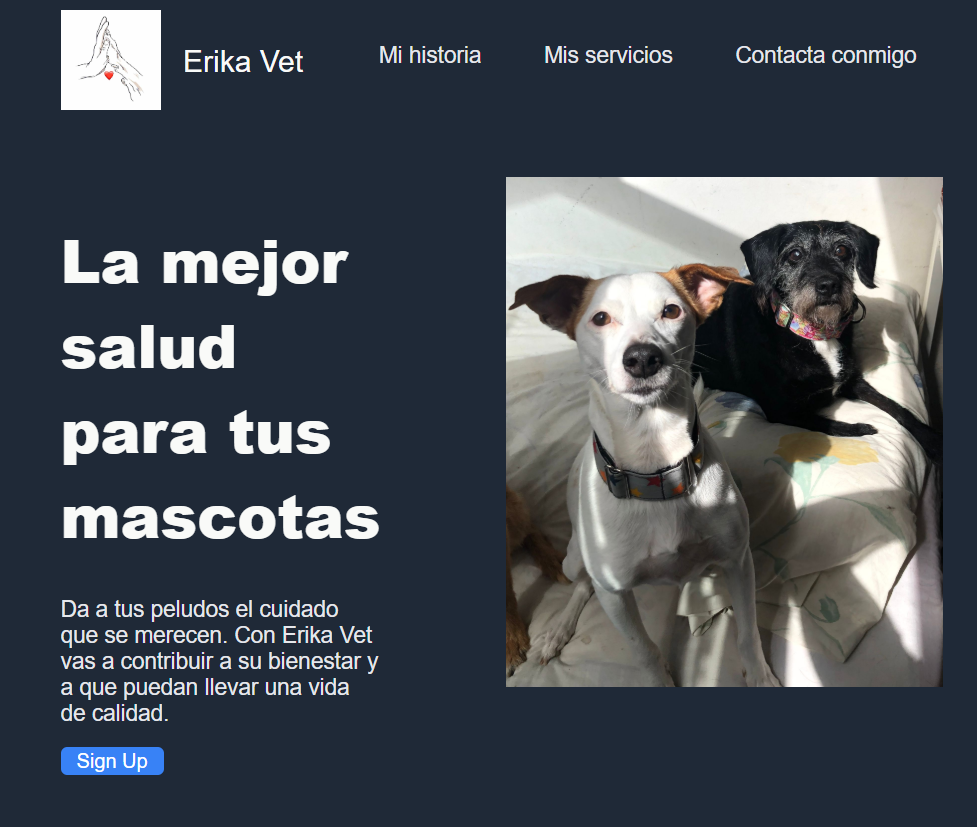 Erika Vet
Mi historia
Mis servicios
Contacta conmigo
La mejor
salud
para tus
mascotas
Da a tus peludos el cuidado
que se merecen. Con Erika Vet
vas a contribuir a su bienestar y
a que puedan llevar una vida
de calidad.
Sign Up